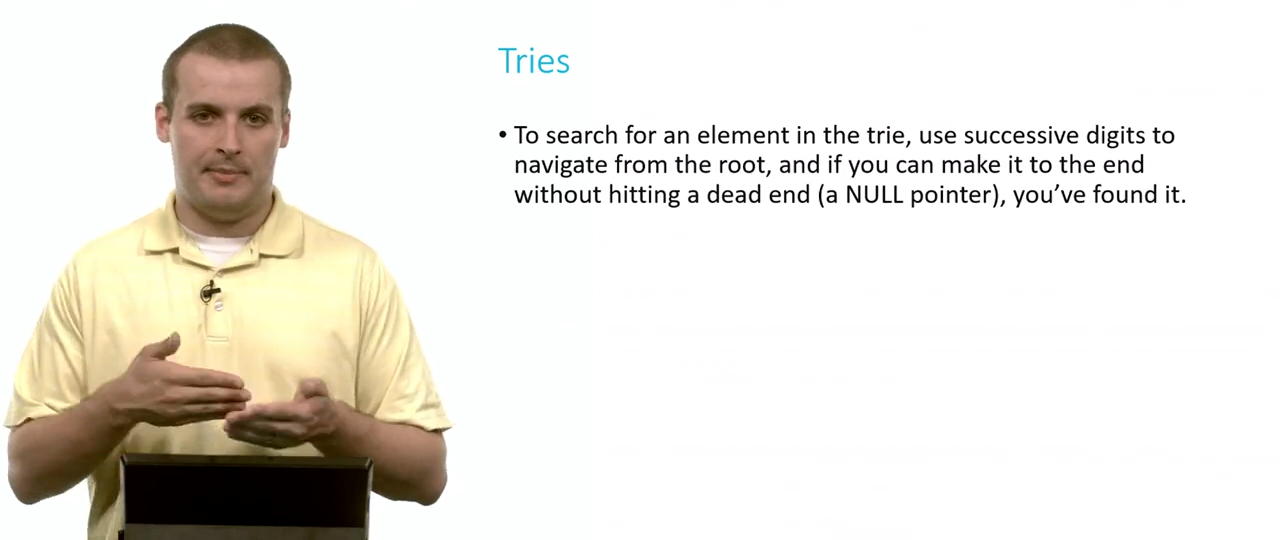 Tries
• To search for an element in the trie, use successive digits to
navigate from the root, and if you can make it to the end
without hitting a dead end (a NULL pointer), you’ve found it.